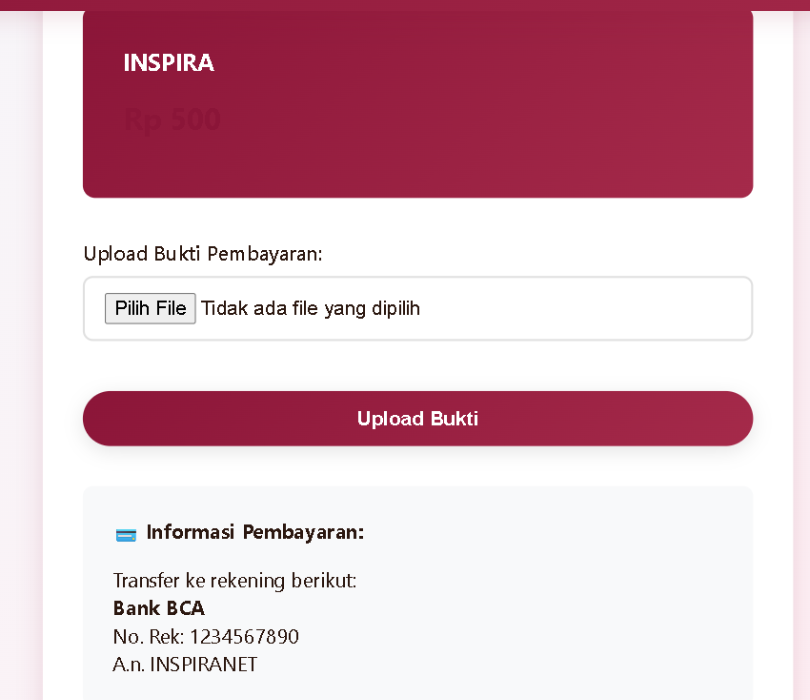 INSPIRA
Rp 500
Upload Bukti Pembayaran:
Pilih File Tidak ada file yang dipilih
Upload Bukti
💳 Informasi Pembayaran:
Transfer ke rekening berikut:
Bank BCA
No. Rek: 1234567890
A.n. INSPIRANET